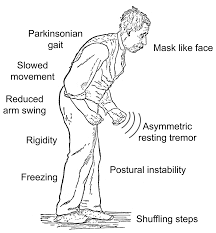 Parkinsonian
gait
Mask like face
Slowed
movement
Reduced
arm swing
Asymmetric
resting tremor
Rigidity
Postural instability
Freezing
Shuffling steps